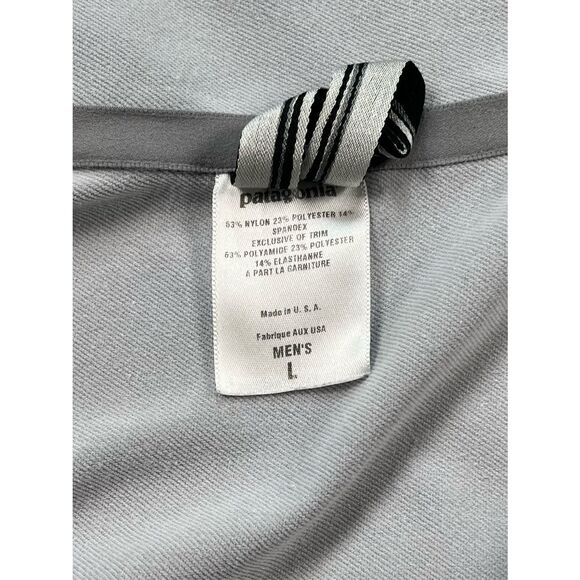 patagonia
63% NYLON 23% POLYESTER 14%
SPANDEX
EXCLUSIVE OF TRIM
63% POLYAMIDE 23% POLYESTER
14% ELASTHANNE
A PART LA GARNITURE
Made in U.S.A.
Fabrique AUX USA
MEN'S
L